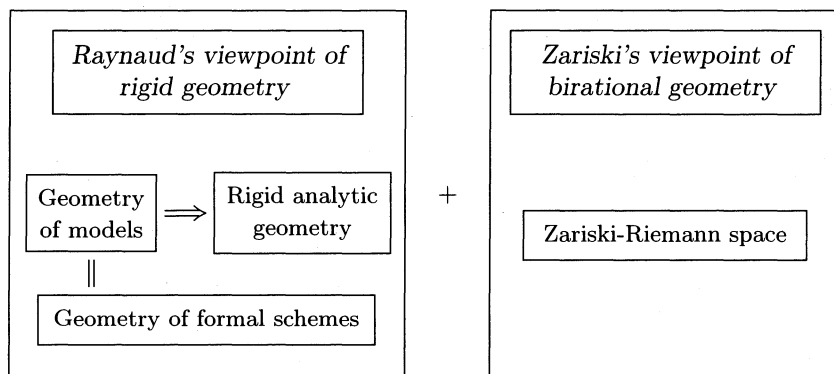 Raynaud's viewpoint of
rigid geometry
Geometry
of models
Rigid analytic
geometry
Geometry of formal schemes
+
Zariski's viewpoint of
birational geometry
Zariski-Riemann space